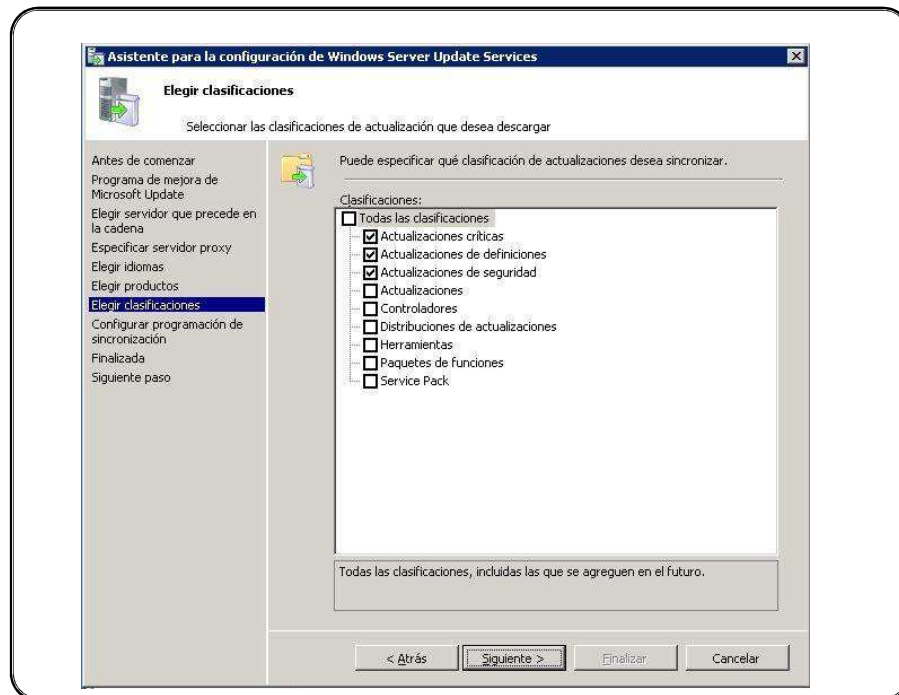 Asistente para la configuración de Windows Server Update Services
Elegir clasificaciones
Seleccionar las clasificaciones de actualización que desea descargar
Antes de comenzar
Programa de mejora de
Microsoft Update
Elegir servidor que precede en
la cadena
Especificar servidor proxy
Elegir idiomas
Elegir productos
Elegir clasificaciones
Configurar programación de
sincronización
Finalizada
Siguiente paso
Puede especificar qué clasificación de actualizaciones desea sincronizar.
Clasificaciones:
Todas las clasificaciones
Actualizaciones críticas
Actualizaciones de definiciones
Actualizaciones de seguridad
Actualizaciones
Controladores
Distribuciones de actualizaciones
Herramientas
Paquetes de funciones
Service Pack
Todas las clasificaciones, incluidas las que se agreguen en el futuro.
< Atrás
Siguiente >
Finalizar
Cancelar